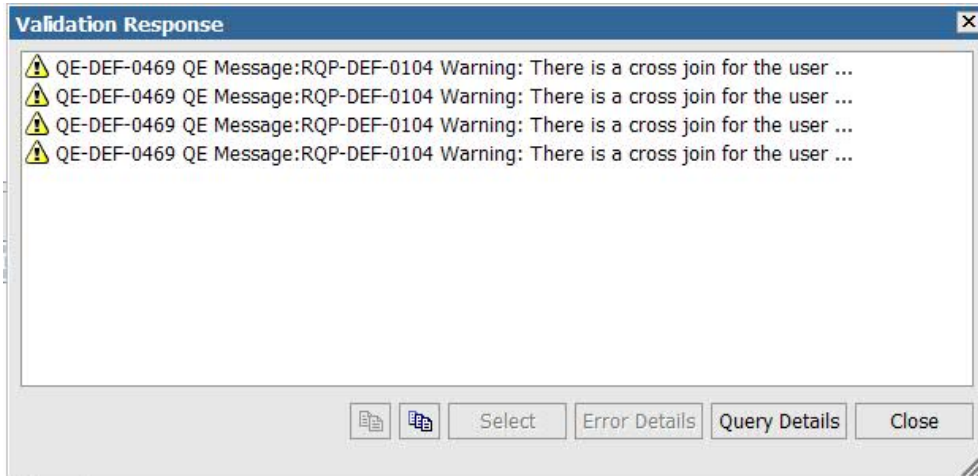 Validation Response
QE-DEF-0469 QE Message:RQP-DEF-0104 Warning: There is a cross join for the user ...
QE-DEF-0469 QE Message:RQP-DEF-0104 Warning: There is a cross join for the user ...
QE-DEF-0469 QE Message:RQP-DEF-0104 Warning: There is a cross join for the user ...
QE-DEF-0469 QE Message:RQP-DEF-0104 Warning: There is a cross join for the user ...
Select Error Details Query Details Close